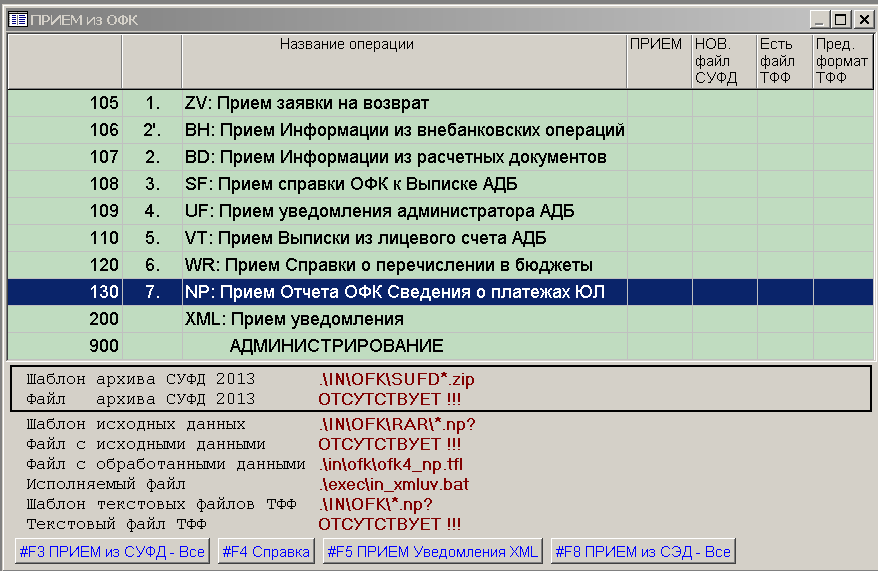 ПРИЕМ из ОФК
Название операции ПРИЕМ НОВ. файл СУФД Есть файл ТФФ Пред. формат ТФФ
105 1. ZV: Прием заявки на возврат
106 2'. BH: Прием Информации из внебанковских операций
107 2. BD: Прием Информации из расчетных документов
108 3. SF: Прием справки ОФК к Выписке АДБ
109 4. UF: Прием уведомления администратора АДБ
110 5. VT: Прием Выписки из лицевого счета АДБ
120 6. WR: Прием Справки о перечислении в бюджеты
130 7. NP: Прием Отчета ОФК Сведения о платежах ЮЛ
200 XML: Прием уведомления
900 АДМИНИСТРИРОВАНИЕ
Шаблон архива СУФД 2013 .\IN\OFK\SUFD*.zip
Файл архива СУФД 2013 ОТСУТСТВУЕТ !!!
Шаблон исходных данных .\IN\OFK\RAR\*.np?
Файл с исходными данными ОТСУТСТВУЕТ !!!
Файл с обработанными данными .\in\ofk\ofk4_np.tfl
Исполняемый файл .\exec\in_xmluv.bat
Шаблон текстовых файлов ТФФ .\IN\OFK\*.np?
Текстовый файл ТФФ ОТСУТСТВУЕТ !!!
#F3 ПРИЕМ из СУФД - Все #F4 Справка #F5 ПРИЕМ Уведомления XML #F8 ПРИЕМ из СЭД - Все